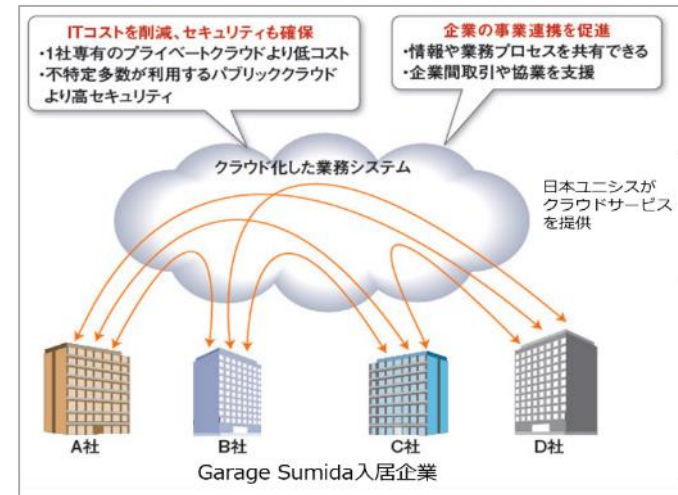 ITコストを削減、セキュリティも確保
・1社専有のプライベートクラウドより低コスト
・不特定多数が利用するパブリッククラウド
より高セキュリティ
企業の事業連携を促進
・情報や業務プロセスを共有できる
・企業間取引や協業を支援
クラウド化した業務システム
日本ユニシスが
クラウドサービス
を提供
A社
B社
C社
D社
Garage Sumida入居企業